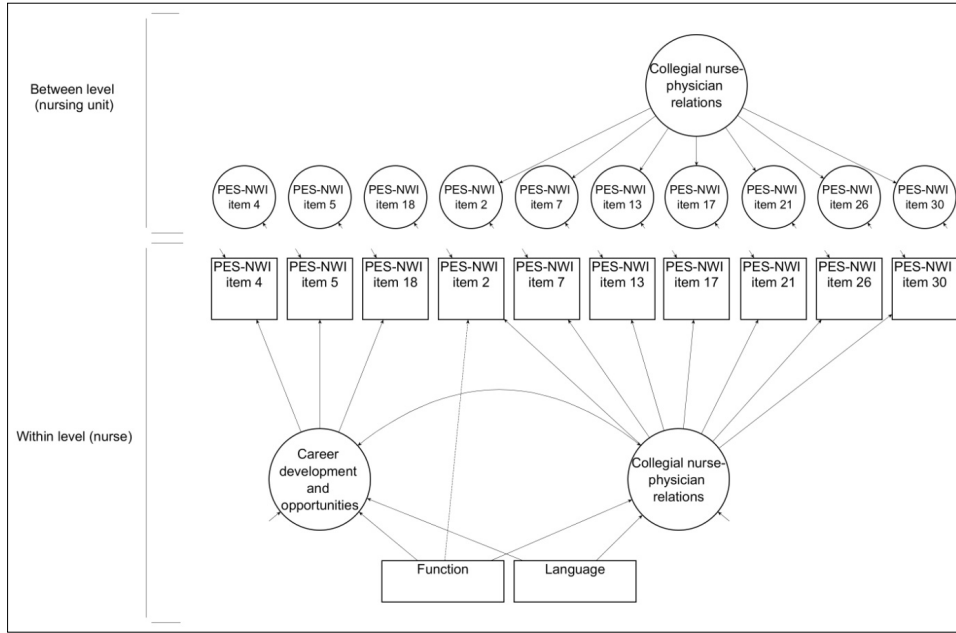 Between level
(nursing unit)
Collegial nurse-
physician
relations
PES-NWI
item 4
PES-NWI
item 5
PES-NWI
item 18
PES-NWI
item 2
PES-NWI
item 7
PES-NWI
item 13
PES-NWI
item 17
PES-NWI
item 21
PES-NWI
item 26
PES-NWI
item 30
PES-NWI
item 4
PES-NWI
item 5
PES-NWI
item 18
PES-NWI
item 2
PES-NWI
item 7
PES-NWI
item 13
PES-NWI
item 17
PES-NWI
item 21
PES-NWI
item 26
PES-NWI
item 30
Within level (nurse)
Career
development
and
opportunities
Collegial nurse-
physician
relations
Function
Language